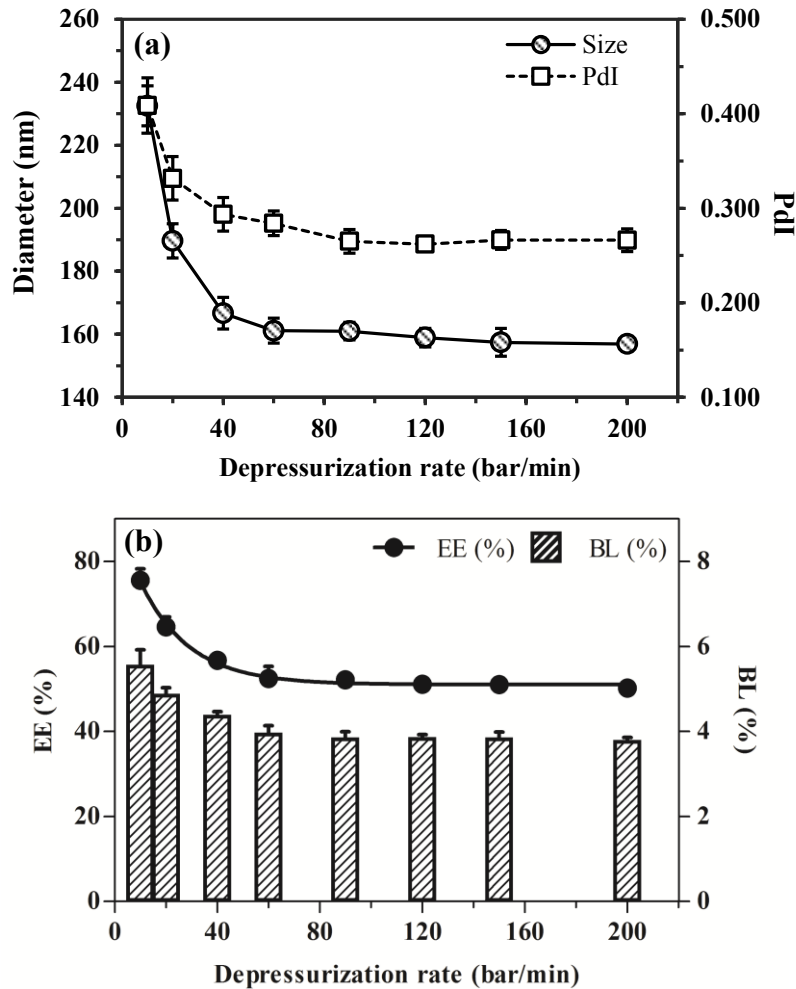 (a)
Size
PdI
260
240
220
200
180
160
140
Diameter (nm)
0.500
0.400
0.300
0.200
0.100
PdI
0 40 80 120 160 200
Depressurization rate (bar/min)
(b)
EE (%) BL (%)
80
60
40
20
0
EE (%)
8
6
4
2
0
BL (%)
0 40 80 120 160 200
Depressurization rate (bar/min)